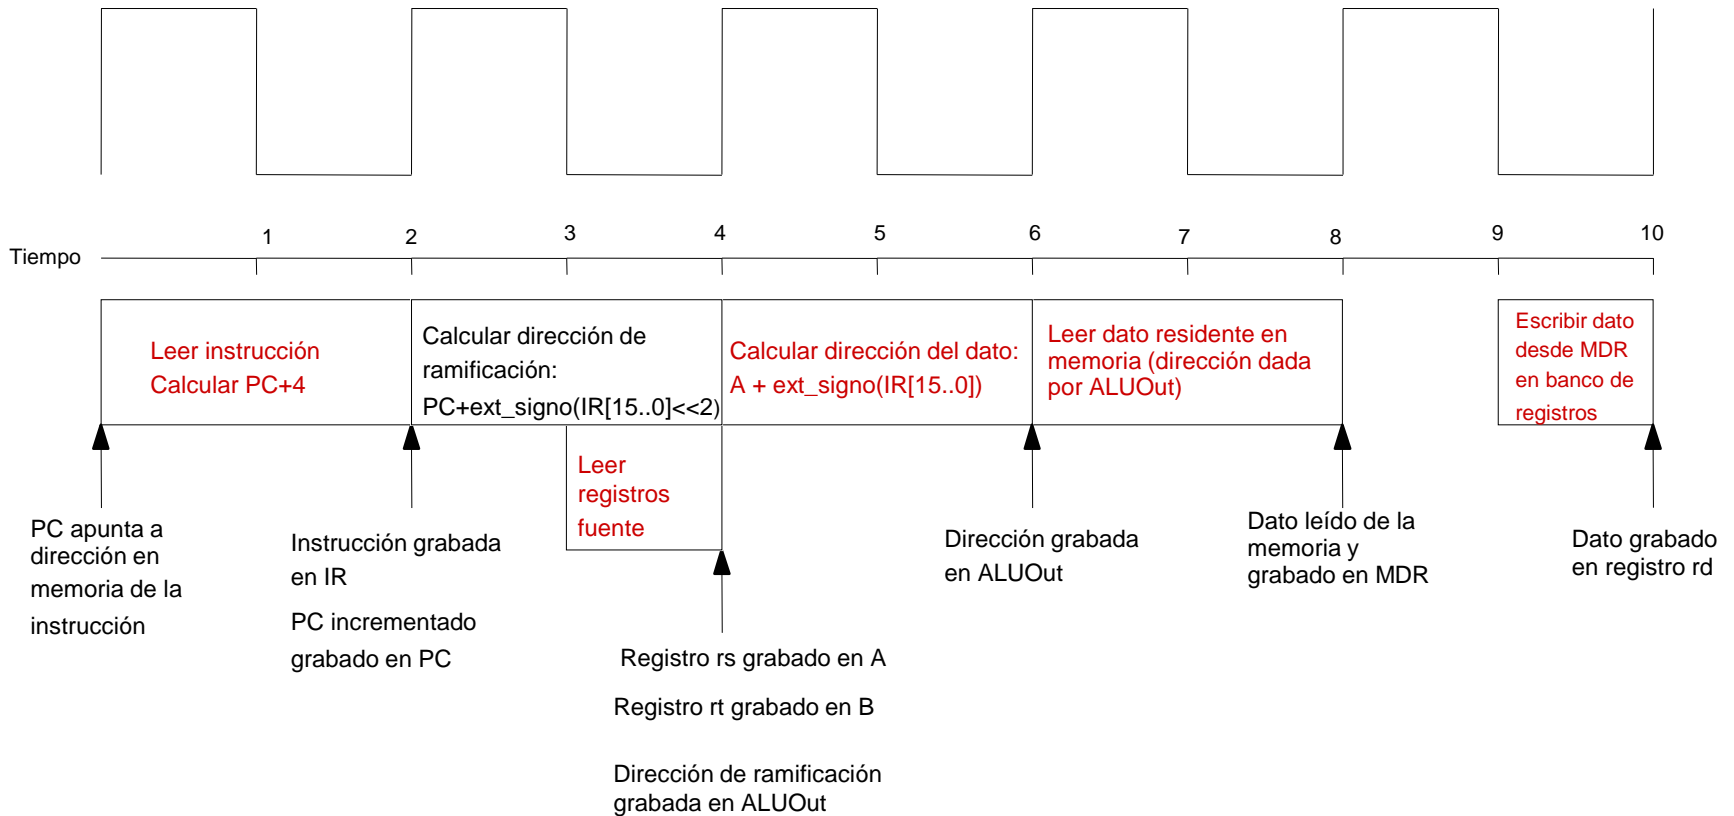 Tiempo
1
2
3
4
5
6
7
8
9
10
Leer instrucción
Calcular PC+4
Calcular dirección de
ramificación:
PC+ext_signo(IR[15..0]<<2)
Calcular dirección del dato:
A + ext_signo(IR[15..0])
Leer dato residente en
memoria (dirección dada
por ALUOut)
Escribir dato
desde MDR
en banco de
registros
Leer
registros
fuente
PC apunta a
dirección en
memoria de la
instrucción
Instrucción grabada
en IR
PC incrementado
grabado en PC
Registro rs grabado en A
Registro rt grabado en B
Dirección de ramificación
grabada en ALUOut
Dirección grabada
en ALUOut
Dato leído de la
memoria y
grabado en MDR
Dato grabado
en registro rd